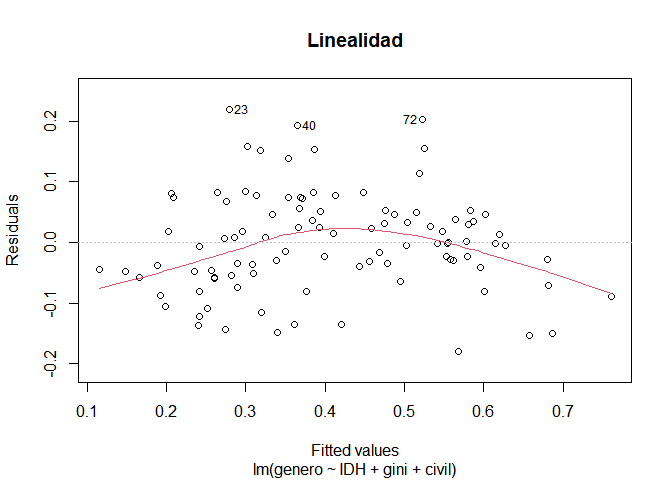 Linealidad
Residuals
0.2
0.1
0.0
-0.1
-0.2
23
40
72
0.1 0.2 0.3 0.4 0.5 0.6 0.7
Fitted values
lm(genero ~ IDH + gini + civil)